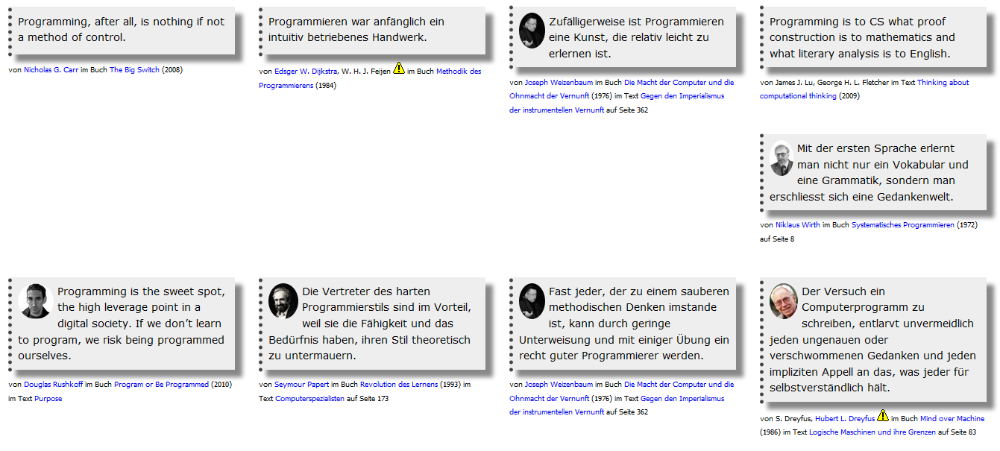 Programming, after all, is nothing if not
a method of control.
von Nicholas G. Carr im Buch The Big Switch (2008)
Programmieren war anfänglich ein
intuitiv betriebenes Handwerk.
von Edsger W. Dijkstra, W. H. J. Feijen im Buch Methodik des
Programmierens (1984)
Zufälligerweise ist Programmieren
eine Kunst, die relativ leicht zu
erlernen ist.
von Joseph Weizenbaum im Buch Die Macht der Computer und die
Ohnmacht der Vernunft (1976) im Text Gegen den Imperialismus
der instrumentellen Vernunft auf Seite 362
Programming is to CS what proof
construction is to mathematics and
what literary analysis is to English.
von James J. Lu, George H. L. Fletcher im Text Thinking about
computational thinking (2009)
Mit der ersten Sprache erlernt
man nicht nur ein Vokabular und
eine Grammatik, sondern man
erschliesst sich eine Gedankenwelt.
von Niklaus Wirth im Buch Systematisches Programmieren (1972)
auf Seite 8
Programming is the sweet spot,
the high leverage point in a
digital society. If we don’t learn
to program, we risk being programmed
ourselves.
von Douglas Rushkoff im Buch Program or Be Programmed (2010)
im Text Purpose
Die Vertreter des harten
Programmierstils sind im Vorteil,
weil sie die Fähigkeit und das
Bedürfnis haben, ihren Stil theoretisch
zu untermauern.
von Seymour Papert im Buch Revolution des Lernens (1993) im
Text Computerspezialisten auf Seite 173
Fast jeder, der zu einem sauberen
methodischen Denken imstande
ist, kann durch geringe
Unterweisung und mit einiger Übung ein
recht guter Programmierer werden.
von Joseph Weizenbaum im Buch Die Macht der Computer und die
Ohnmacht der Vernunft (1976) im Text Gegen den Imperialismus
der instrumentellen Vernunft auf Seite 362
Der Versuch ein
Computerprogramm zu
schreiben, entlarvt unvermeidlich
jeden ungenauen oder
verschwommenen Gedanken und jeden
impliziten Appell an das, was jeder für
selbstverständlich hält.
von S. Dreyfus, Hubert L. Dreyfus im Buch Mind over Machine
(1986) im Text Logische Maschinen und ihre Grenzen auf Seite 83